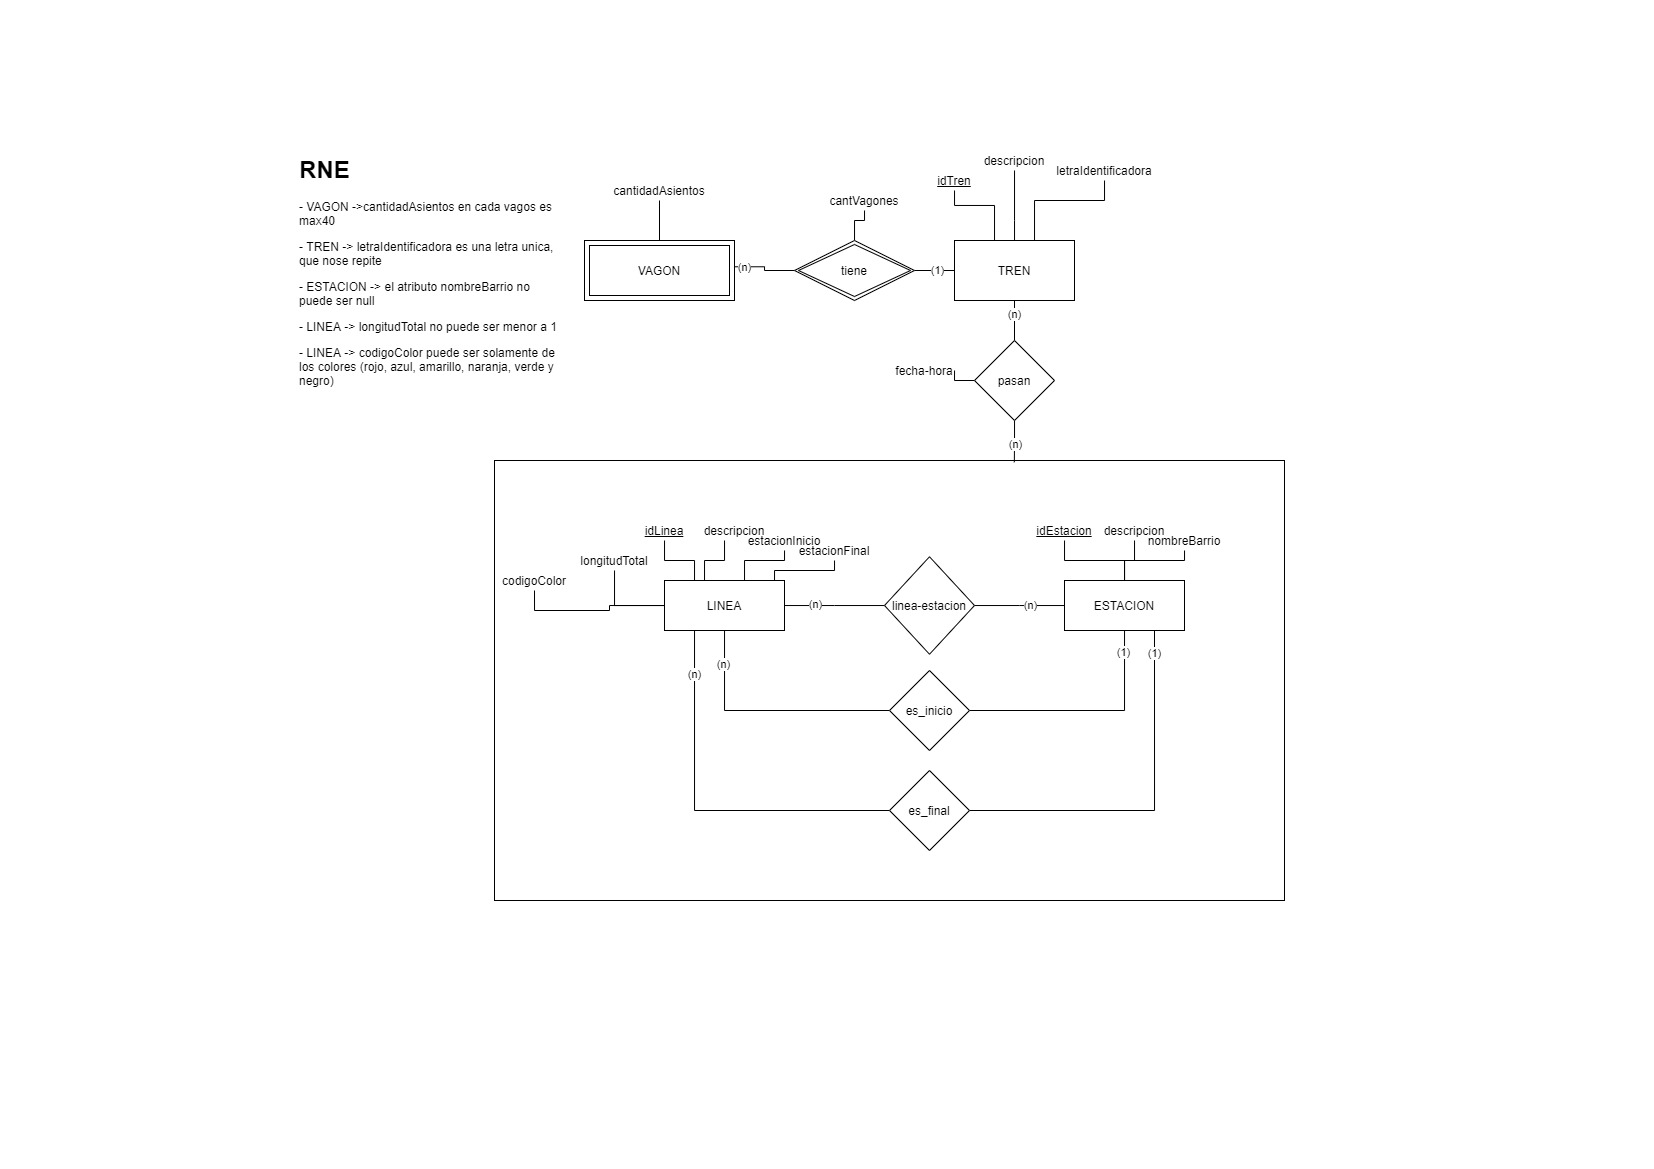 RNE
- VAGON ->cantidadAsientos en cada vagos es
max40
- TREN -> letraIdentificadora es una letra unica,
que nose repite
- ESTACION -> el atributo nombreBarrio no
puede ser null
- LINEA -> longitudTotal no puede ser menor a 1
- LINEA -> codigoColor puede ser solamente de
los colores (rojo, azul, amarillo, naranja, verde y
negro)
cantidadAsientos
VAGON
(n)
cantVagones
tiene
(1)
idTren
descripcion
letraIdentificadora
TREN
(n)
fecha-hora
pasan
(n)
codigoColor
longitudTotal
idLinea
descripcion
estacionInicio
estacionFinal
LINEA
(n)
linea-estacion
(n)
idEstacion
descripcion
nombreBarrio
ESTACION
(n)
(n)
(1)
(1)
es_inicio
es_final